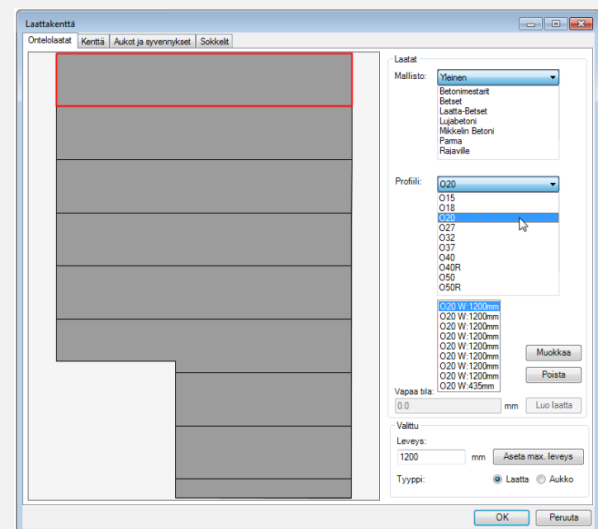 Laattakenttä
Ontelolaatat Kenttä Aukot ja syvennykset Sokkelit
Laatat
Mallisto: Yleinen
Betonimestarit
Betset
Laatta-Betset
Lujabetoni
Mikkelin Betoni
Parma
Rajaville
Profiili: O20
O15
O18
O20
O27
O32
O37
O40
O40R
O50
O50R
O20 W:1200mm
O20 W:1200mm
O20 W:1200mm
O20 W:1200mm
O20 W:1200mm
O20 W:1200mm
O20 W:1200mm
O20 W:1200mm
O20 W:435mm
Muokkaa
Poista
Vapaa tila:
0.0 mm Luo laatta
Valittu
Leveys:
1200 mm Aseta max. leveys
Tyyppi: Laatta Aukko
OK Peruuta